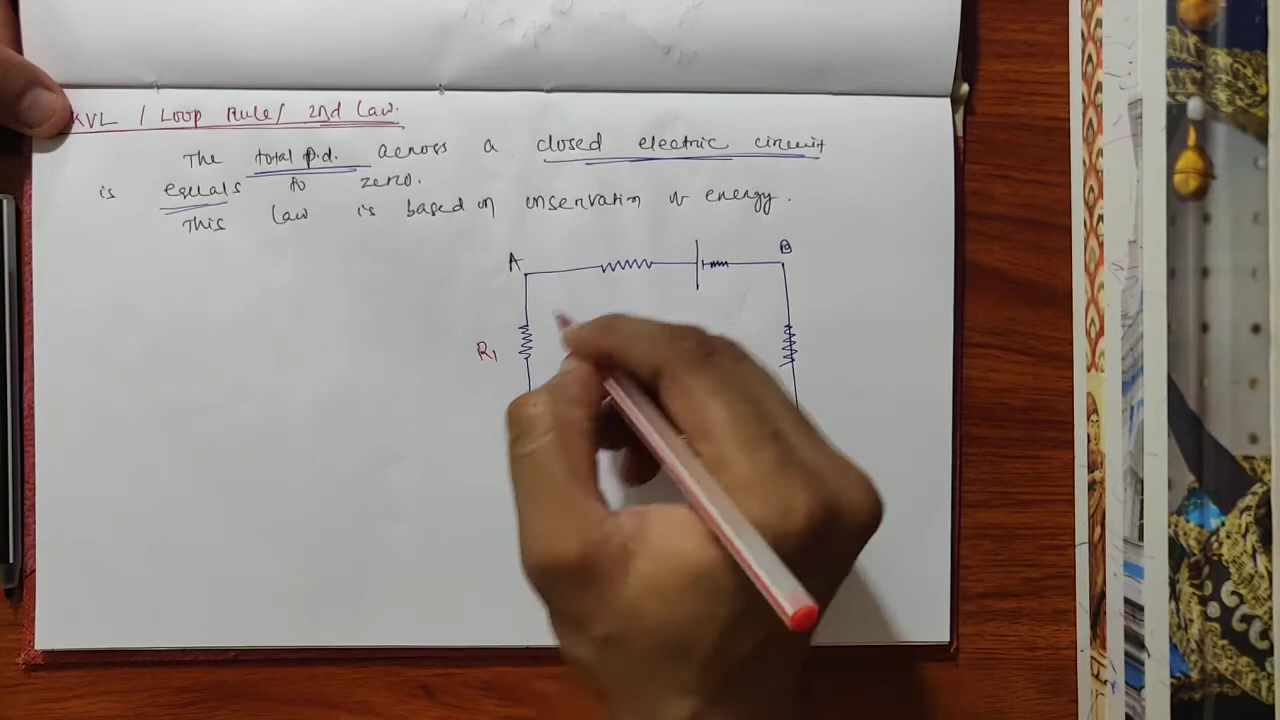 KVL / Loop Rule / 2nd Law.
The total p.d. across a closed electric circuit
is equals to zero.
This law is based on conservation of energy.
A
B
R1